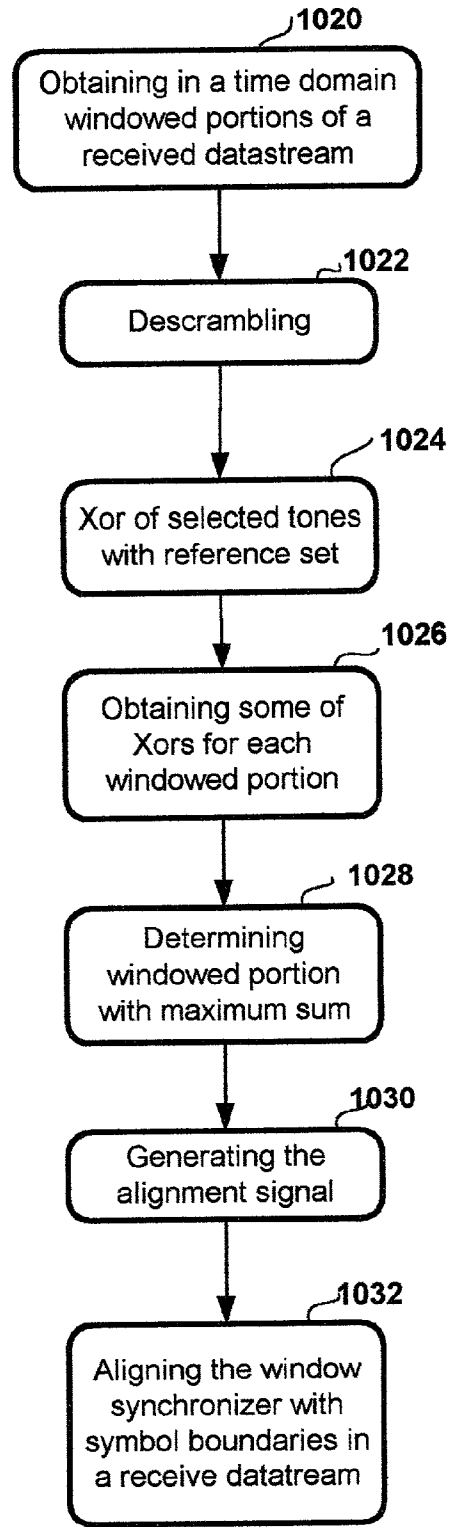 1020
Obtaining in a time domain
windowed portions of a
received datastream
1022
Descrambling
1024
Xor of selected tones
with reference set
1026
Obtaining some of
Xors for each
windowed portion
1028
Determining
windowed portion
with maximum sum
1030
Generating the
alignment signal
1032
Aligning the window
synchronizer with
symbol boundaries in
a receive datastream